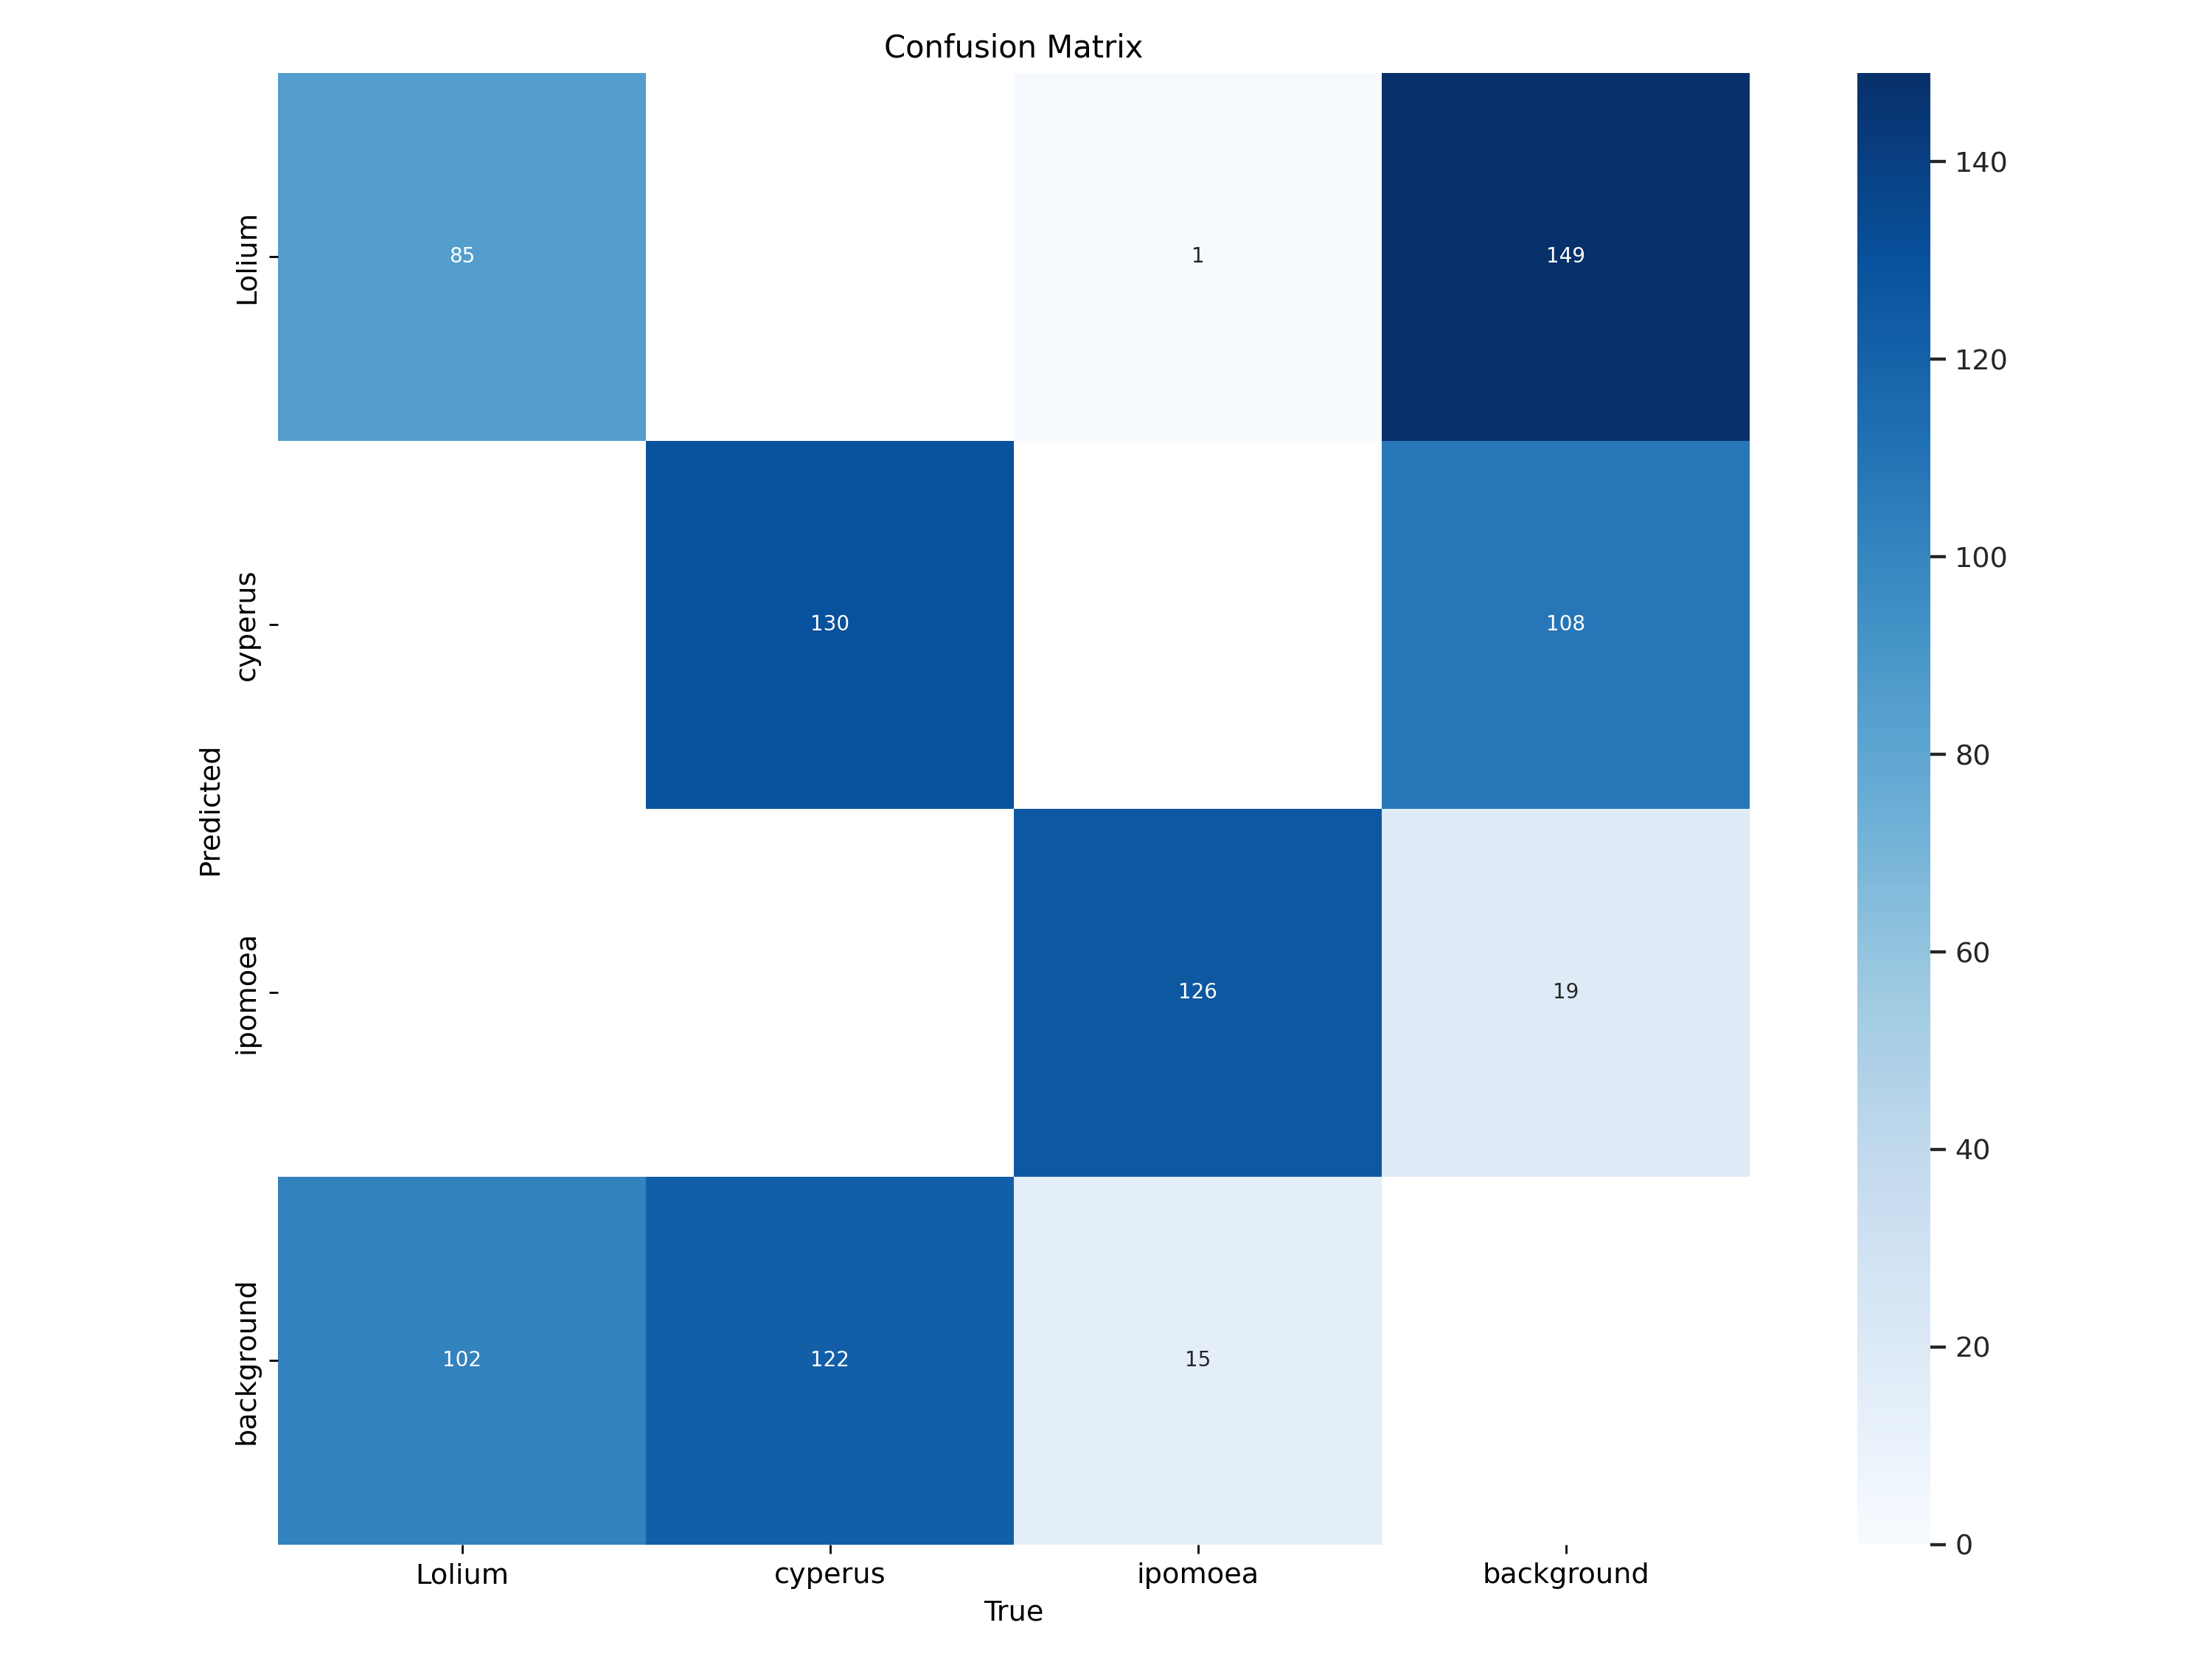 Confusion Matrix
Lolium
85
1
149
140
120
cyperus
130
108
100
80
Predicted
ipomoea
126
19
60
40
background
102
122
15
20
0
Lolium
cyperus
ipomoea
background
True